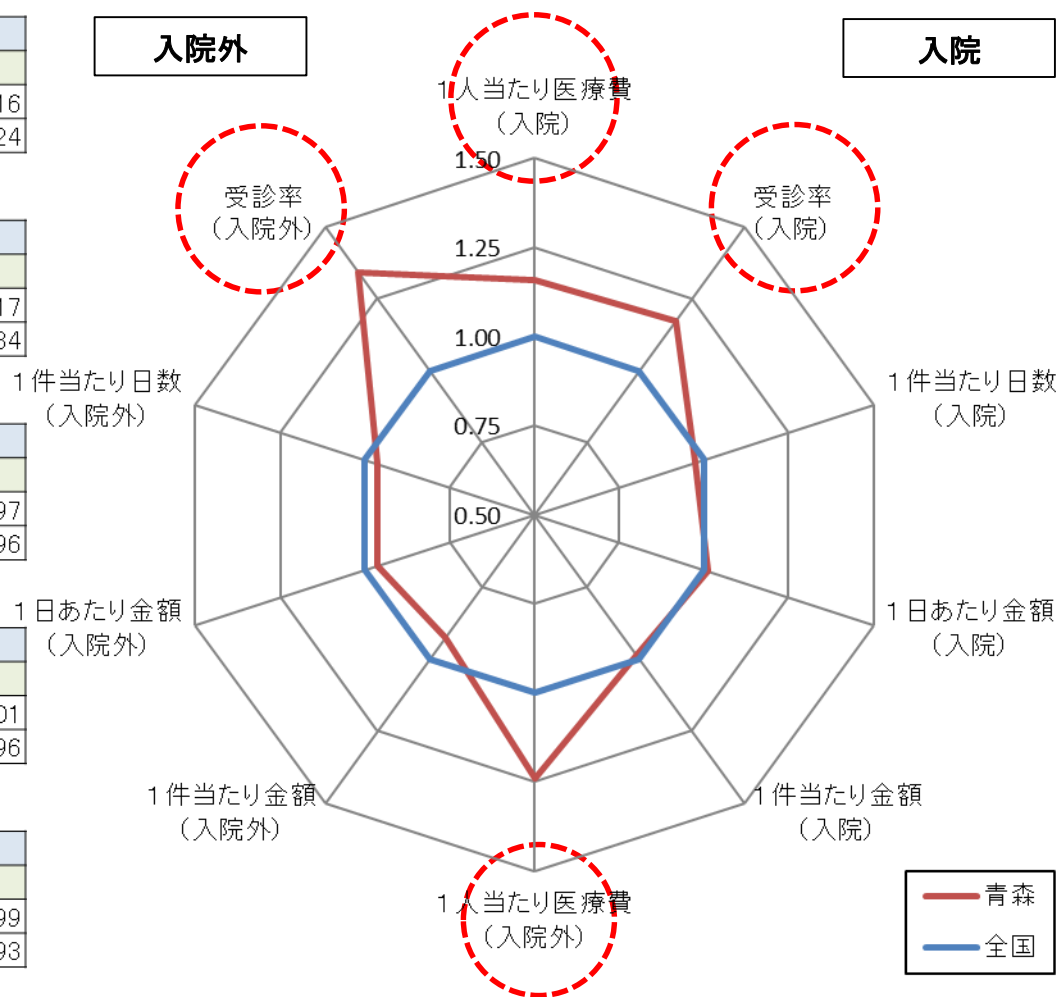 入院外
入院
16
24
17
34
97
96
01
96
99
93
1人当たり医療費
(入院)
受診率
(入院)
1件当たり日数
(入院)
1日あたり金額
(入院)
1件当たり金額
(入院)
1人当たり医療費
(入院外)
1件当たり金額
(入院外)
1日あたり金額
(入院外)
1件当たり日数
(入院外)
受診率
(入院外)
1.50
1.25
1.00
0.75
0.50
青森
全国